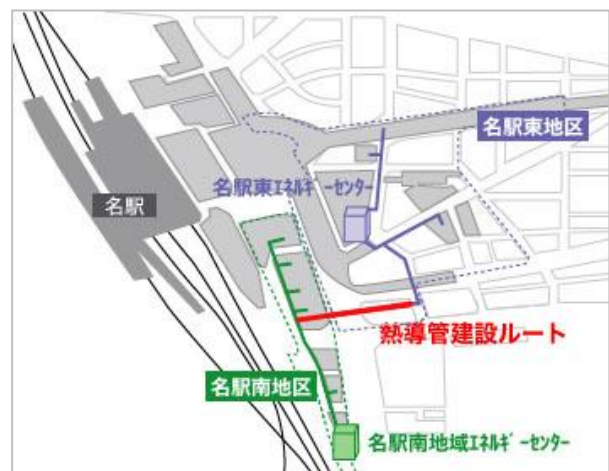 名駅東地区
名駅東エネルギーセンター
名駅
熱導管建設ルート
名駅南地区
名駅南地域エネルギーセンター